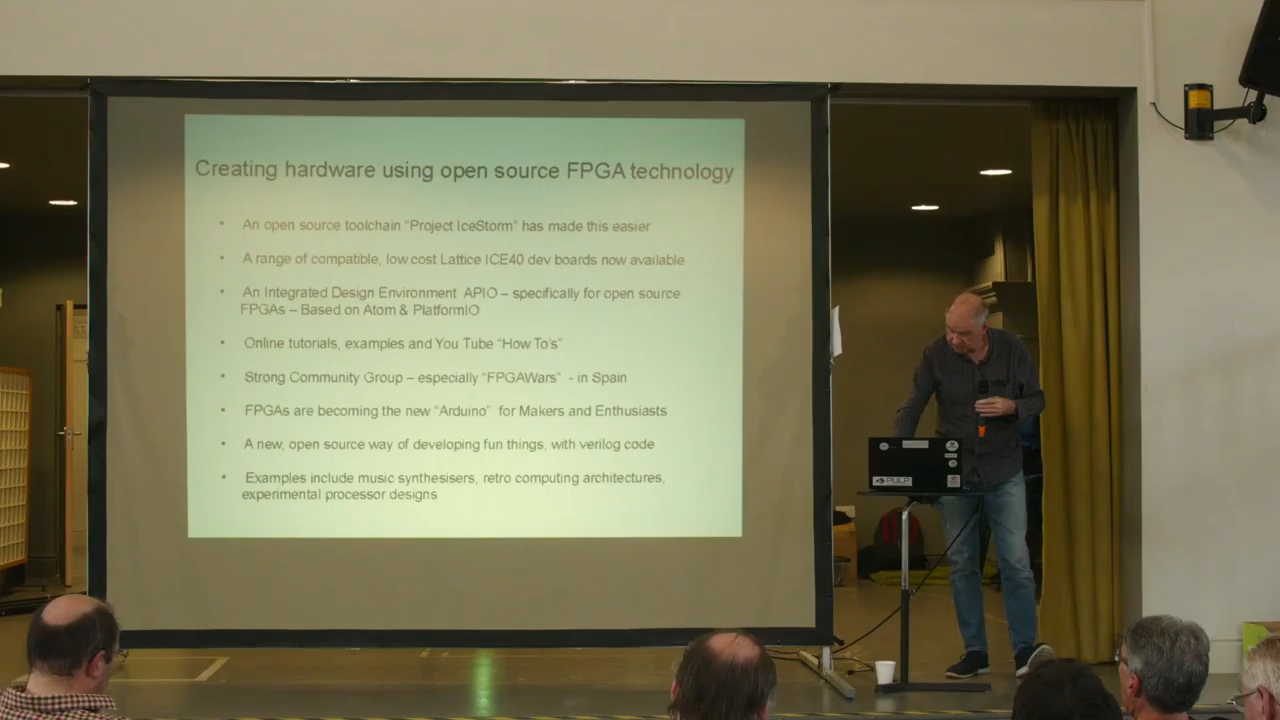 Creating hardware using open source FPGA technology
• An open source toolchain “Project IceStorm” has made this easier
• A range of compatible, low cost Lattice ICE40 dev boards now available
• An Integrated Design Environment APIO – specifically for open source
FPGAs – Based on Atom & PlatformIO
• Online tutorials, examples and You Tube “How To's”
• Strong Community Group – especially “FPGAWars” - in Spain
• FPGAs are becoming the new “Arduino” for Makers and Enthusiasts
• A new, open source way of developing fun things, with verilog code
• Examples include music synthesisers, retro computing architectures,
experimental processor designs
PULP